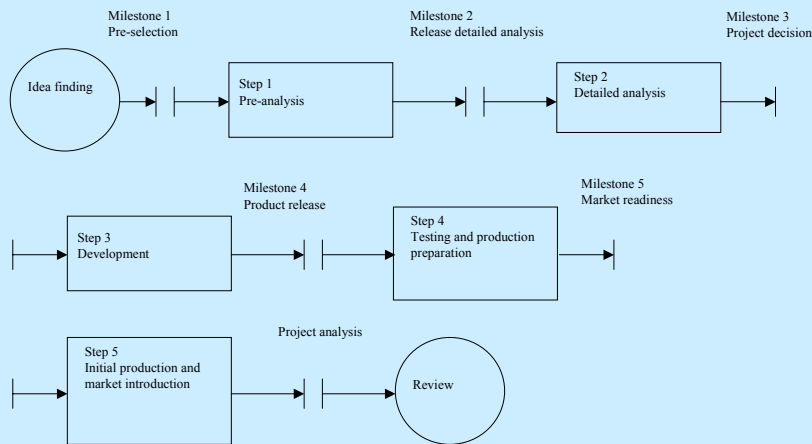 Milestone 1
Pre-selection
Milestone 2
Release detailed analysis
Milestone 3
Project decision
Idea finding
Step 1
Pre-analysis
Step 2
Detailed analysis
Milestone 4
Product release
Milestone 5
Market readiness
Step 3
Development
Step 4
Testing and production
preparation
Project analysis
Step 5
Initial production and
market introduction
Review